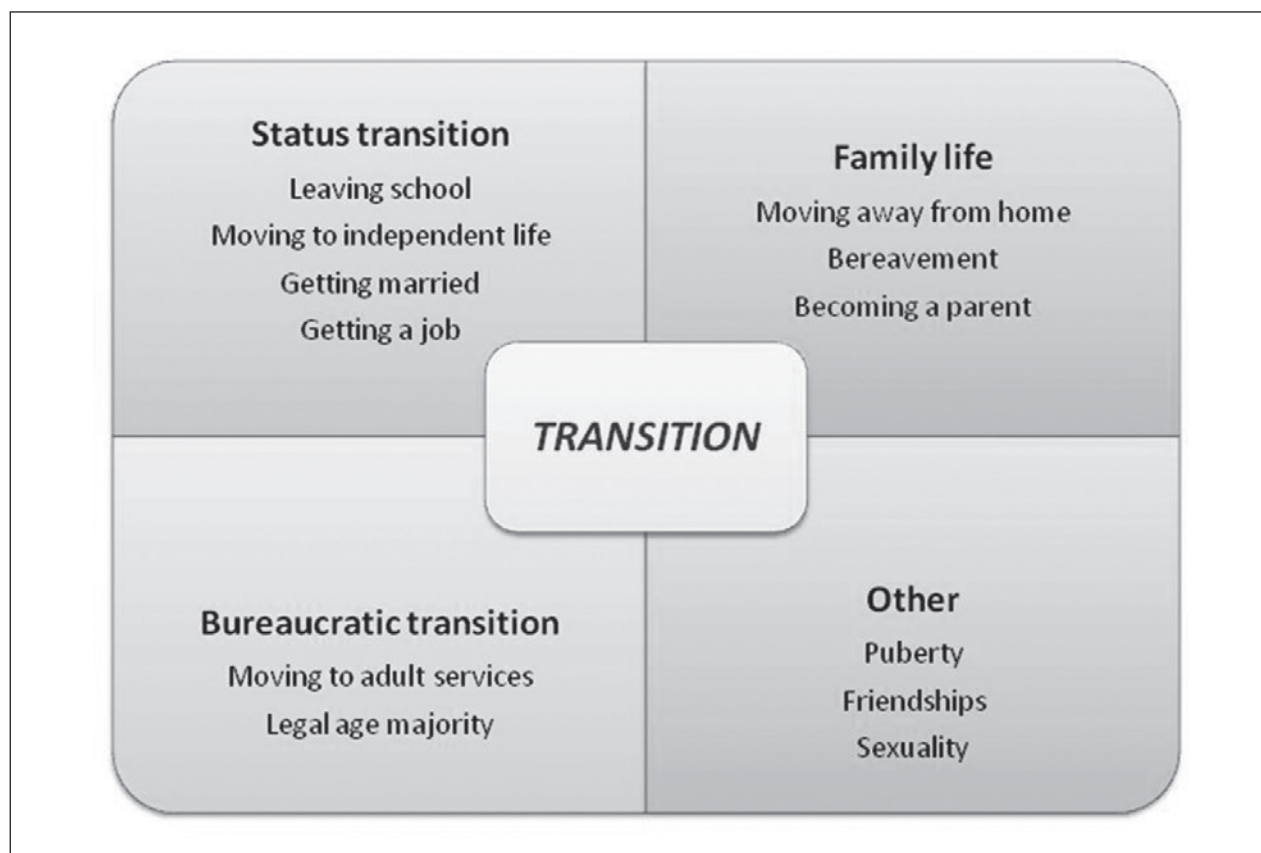 Status transition
Leaving school
Moving to independent life
Getting married
Getting a job
Family life
Moving away from home
Bereavement
Becoming a parent
TRANSITION
Bureaucratic transition
Moving to adult services
Legal age majority
Other
Puberty
Friendships
Sexuality